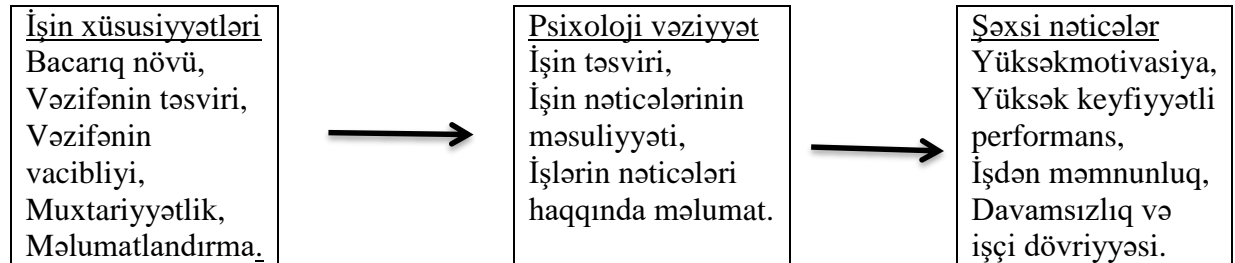 İşin xüsusiyyətləri
Bacarıq növü,
Vəzifənin təsviri,
Vəzifənin
vacibliyi,
Muxtariyyətlik,
Məlumatlandırma.
Psixoloji vəziyyət
İşin təsviri,
İşin nəticələrinin
məsuliyyəti,
İşlərin nəticələri
haqqında məlumat.
Şəxsi nəticələr
Yüksəkmotivasiya,
Yüksək keyfiyyətli
performans,
İşdən məmnunluq,
Davamsızlıq və
işçi dövriyyəsi.